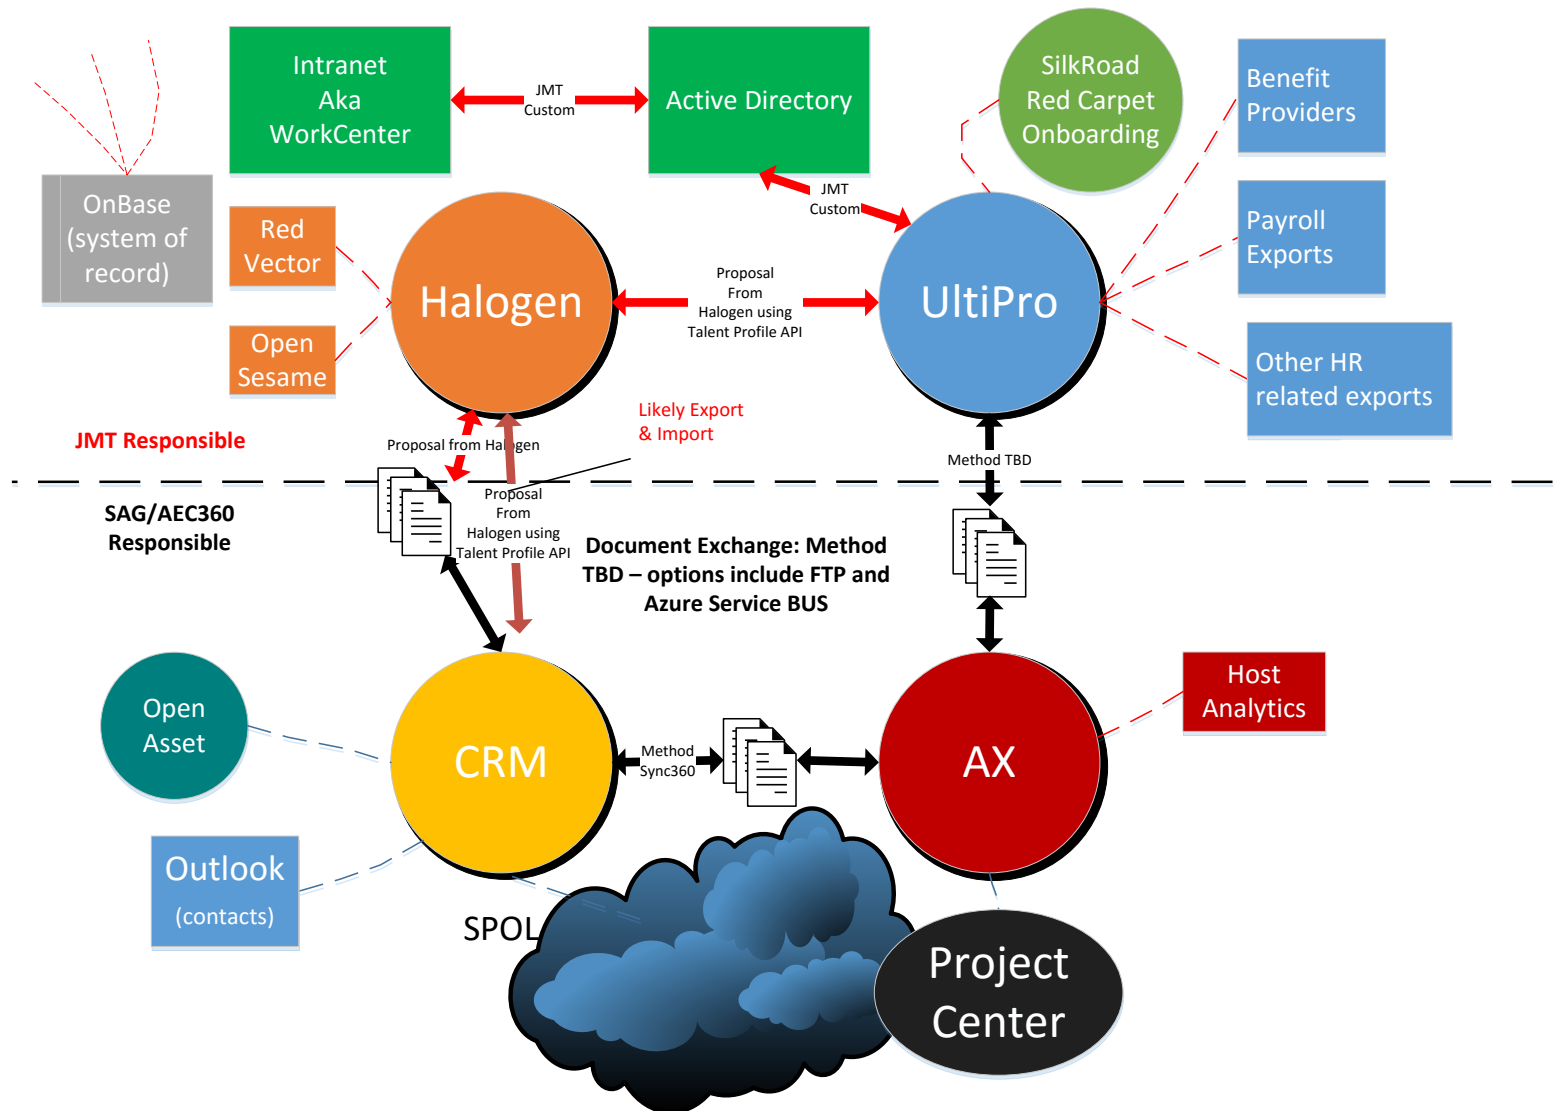 Intranet
Aka
WorkCenter
JMT
Custom
Active Directory
SilkRoad
Red Carpet
Onboarding
Benefit
Providers
OnBase
(system of
record)
Red
Vector
Open
Sesame
Halogen
JMT
Custom
Proposal
From
Halogen using
Talent Profile API
UltiPro
Payroll
Exports
Other HR
related exports
JMT Responsible
Proposal from Halogen
Likely Export
& Import
Method TBD
SAG/AEC360
Responsible
Proposal
From
Halogen using
Talent Profile API
Document Exchange: Method
TBD – options include FTP and
Azure Service BUS
Open
Asset
CRM
Method
Sync360
AX
Host
Analytics
Outlook
(contacts)
SPOL
Project
Center